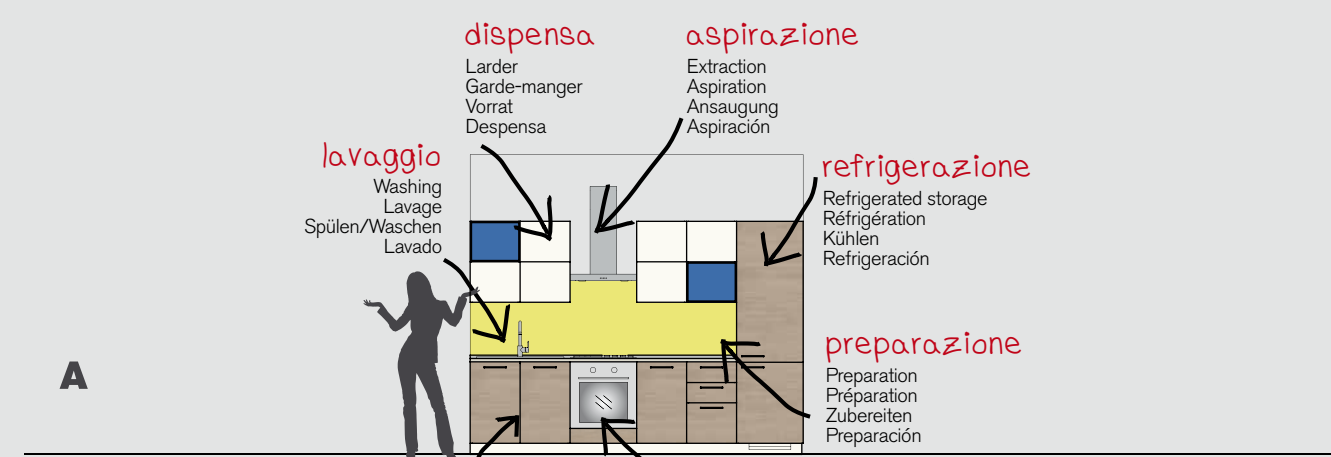 dispensa
Larder
Garde-manger
Vorrat
Despensa
aspirazione
Extraction
Aspiration
Ansaugung
Aspiración
lavaggio
Washing
Lavage
Spülen/Waschen
Lavado
refrigerazione
Refrigerated storage
Réfrigération
Kühlen
Refrigeración
preparazione
Preparation
Préparation
Zubereiten
Preparación
A